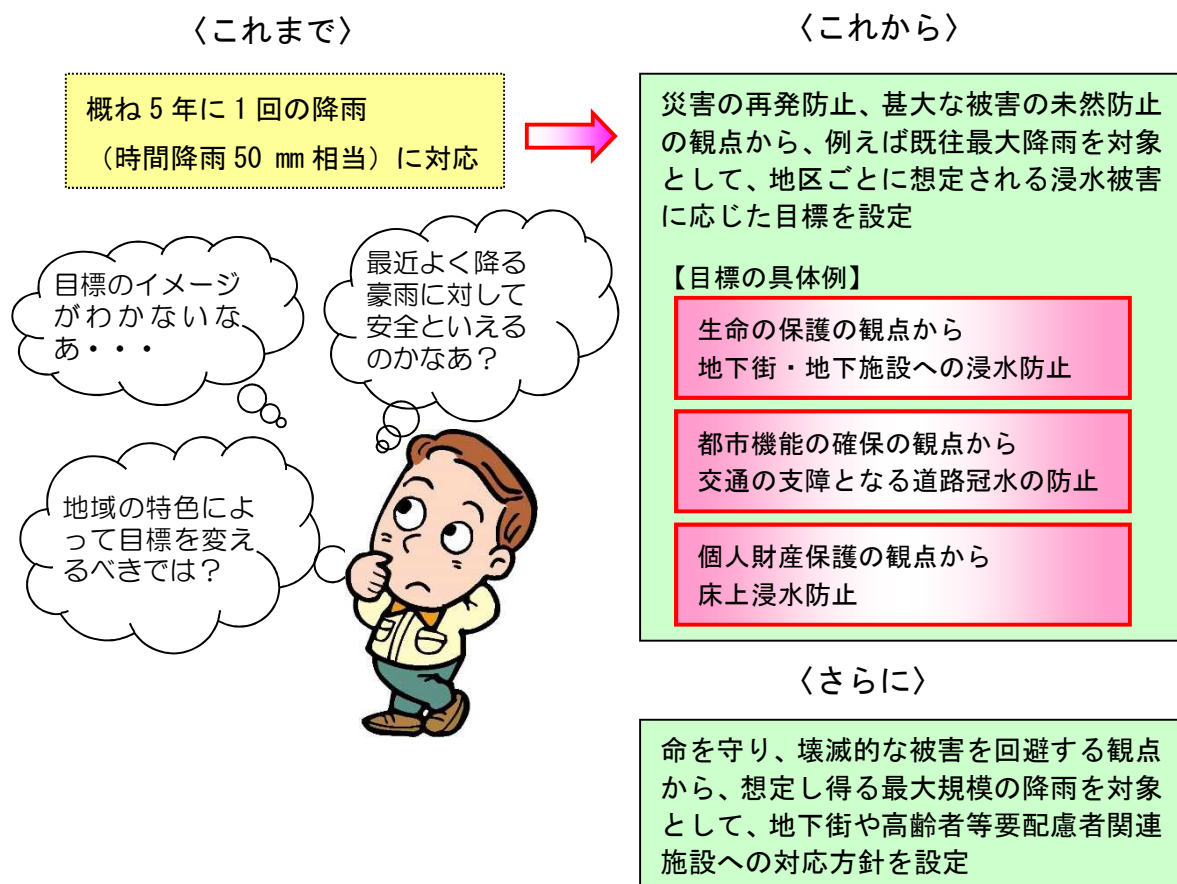 〈これまで〉
概ね 5 年に 1 回の降雨
（時間降雨 50 mm 相当）に対応
目標のイメージ
がわかないな
あ・・・
最近よく降る
豪雨に対して
安全といえる
のかなあ？
地域の特色によ
って目標を変え
るべきでは？
〈これから〉
災害の再発防止、甚大な被害の未然防止
の観点から、例えば既往最大降雨を対象
として、地区ごとに想定される浸水被害
に応じた目標を設定
【目標の具体例】
生命の保護の観点から
地下街・地下施設への浸水防止
都市機能の確保の観点から
交通の支障となる道路冠水の防止
個人財産保護の観点から
床上浸水防止
〈さらに〉
命を守り、壊滅的な被害を回避する観点
から、想定し得る最大規模の降雨を対象
として、地下街や高齢者等要配慮者関連
施設への対応方針を設定